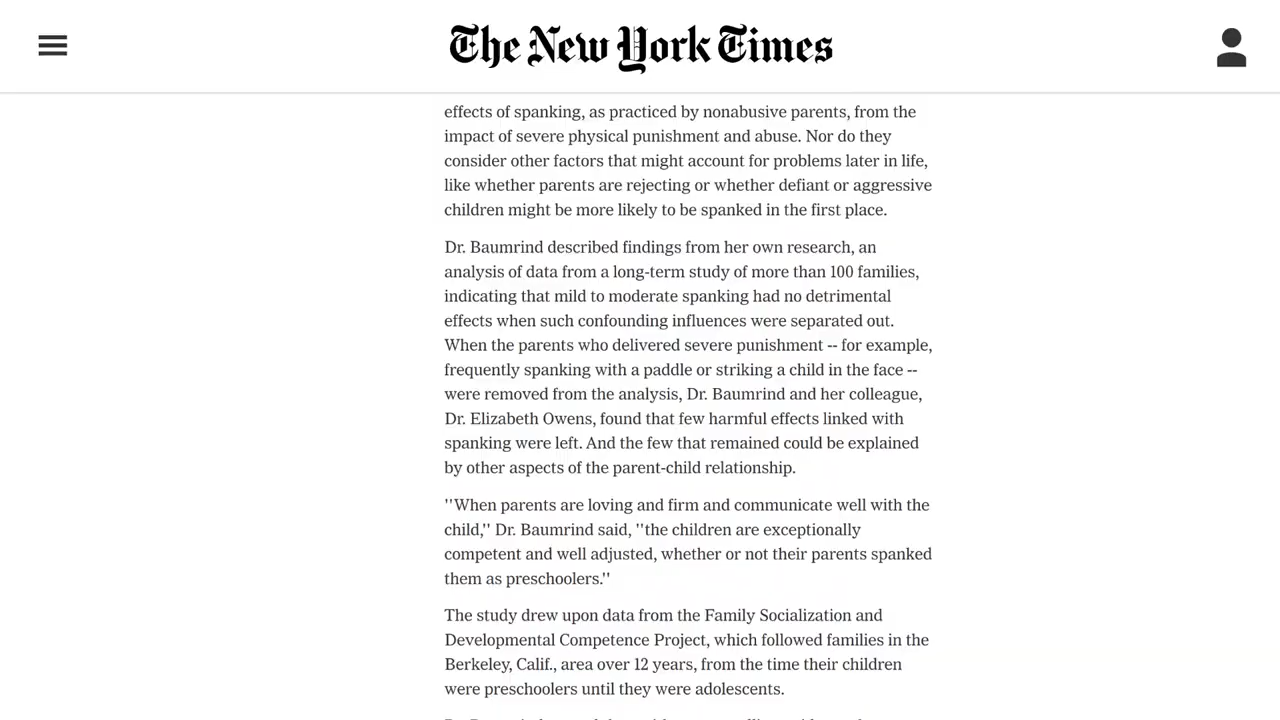 The New York Times
effects of spanking, as practiced by nonabusive parents, from the
impact of severe physical punishment and abuse. Nor do they
consider other factors that might account for problems later in life,
like whether parents are rejecting or whether defiant or aggressive
children might be more likely to be spanked in the first place.
Dr. Baumrind described findings from her own research, an
analysis of data from a long-term study of more than 100 families,
indicating that mild to moderate spanking had no detrimental
effects when such confounding influences were separated out.
When the parents who delivered severe punishment -- for example,
frequently spanking with a paddle or striking a child in the face --
were removed from the analysis, Dr. Baumrind and her colleague,
Dr. Elizabeth Owens, found that few harmful effects linked with
spanking were left. And the few that remained could be explained
by other aspects of the parent-child relationship.
''When parents are loving and firm and communicate well with the
child,'' Dr. Baumrind said, ''the children are exceptionally
competent and well adjusted, whether or not their parents spanked
them as preschoolers.''
The study drew upon data from the Family Socialization and
Developmental Competence Project, which followed families in the
Berkeley, Calif., area over 12 years, from the time their children
were preschoolers until they were adolescents.